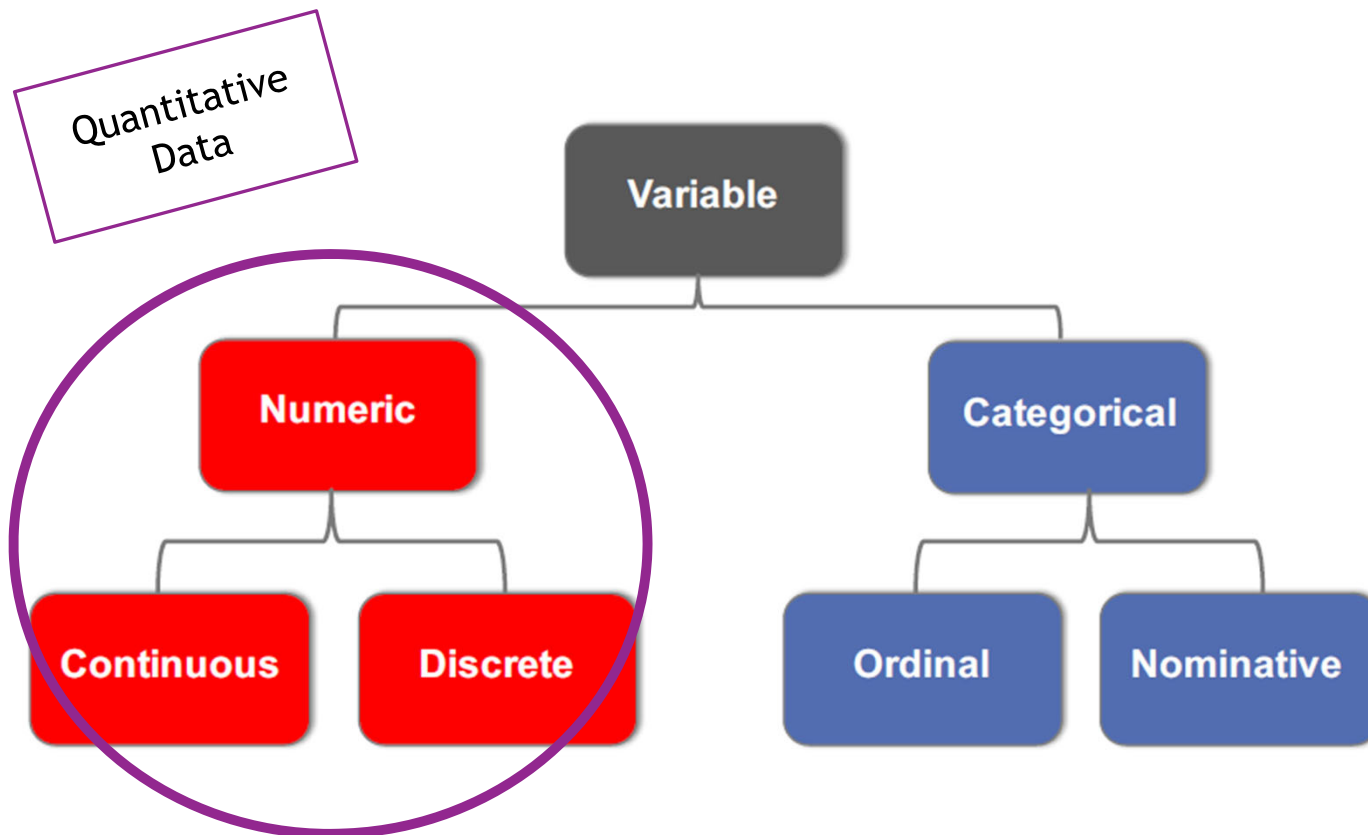 Quantitative
Data
Variable
Numeric
Categorical
Continuous
Discrete
Ordinal
Nominative